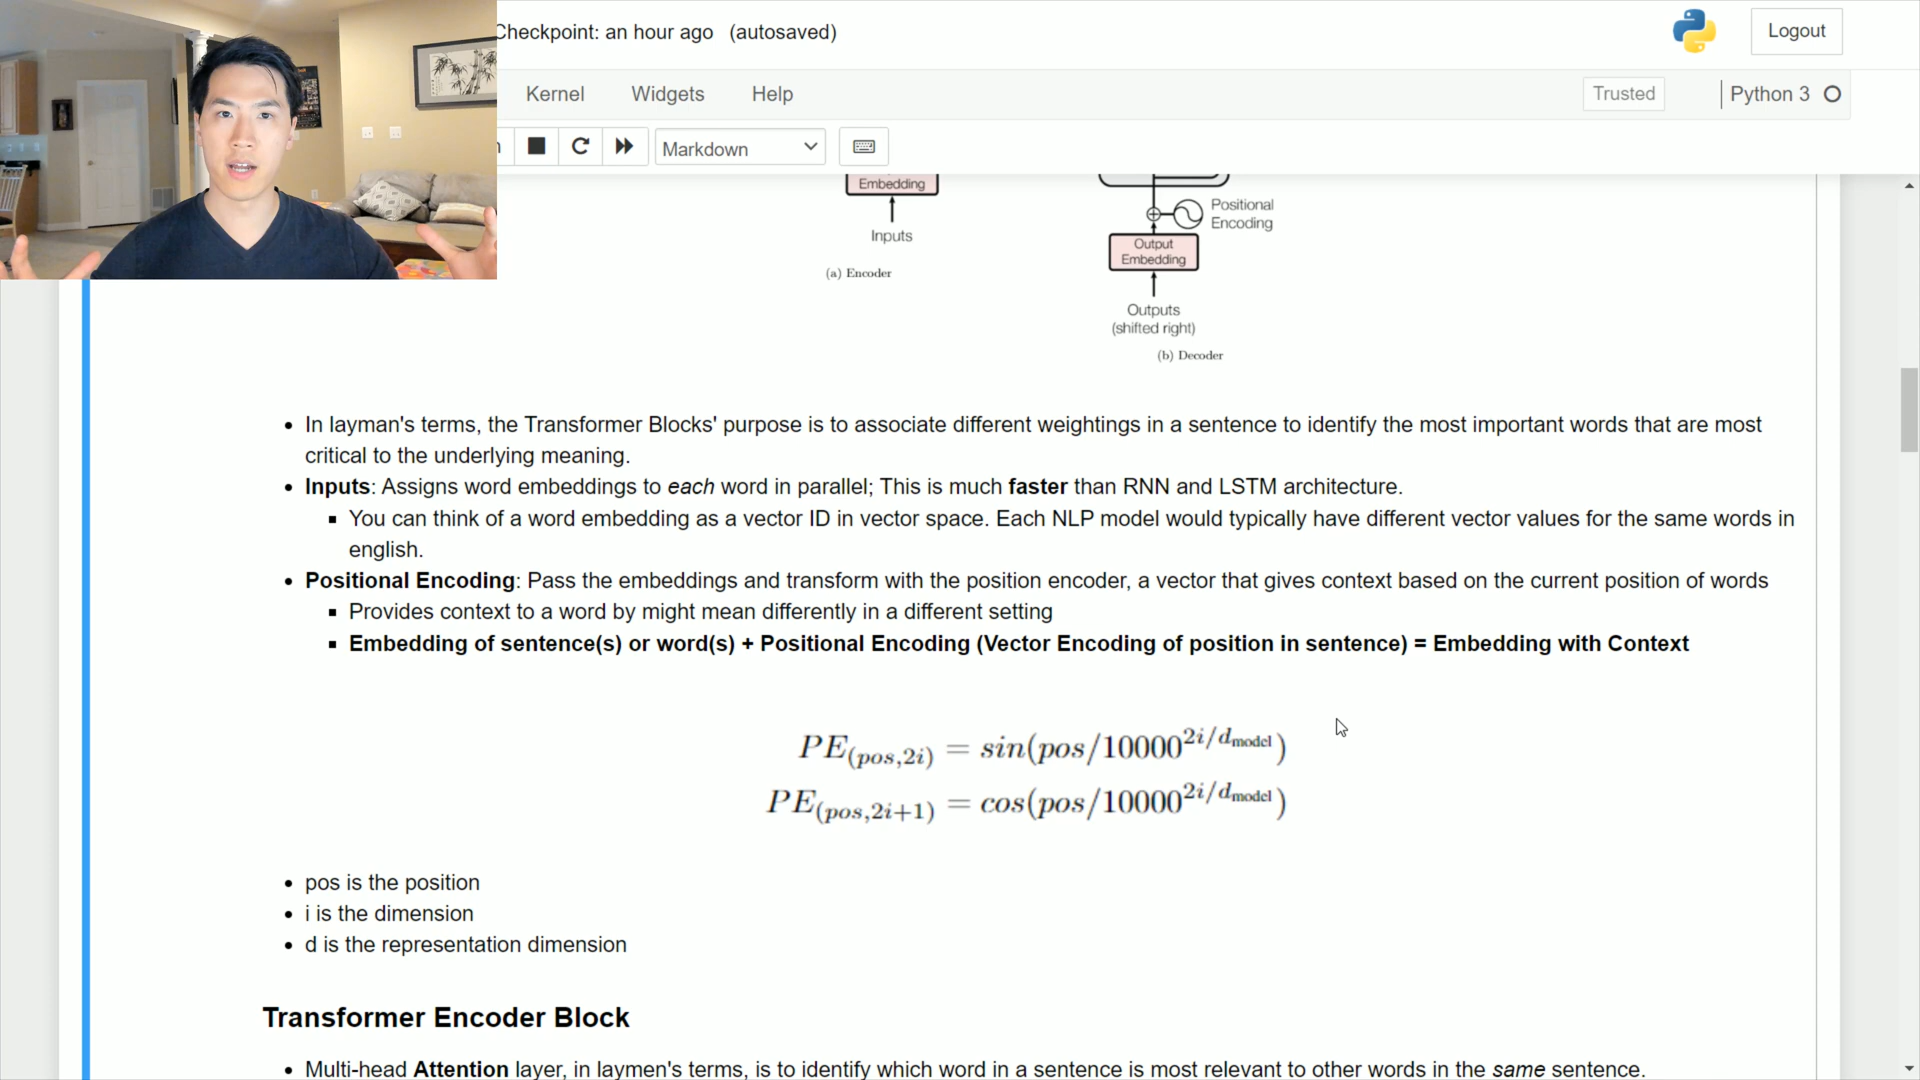 Checkpoint: an hour ago (autosaved)
Logout
Kernel Widgets Help
Trusted
Python 3
Markdown
Embedding
Inputs
(a) Encoder
Positional
Encoding
Output
Embedding
Outputs
(shifted right)
(b) Decoder
• In layman's terms, the Transformer Blocks' purpose is to associate different weightings in a sentence to identify the most important words that are most
critical to the underlying meaning.
• Inputs: Assigns word embeddings to each word in parallel; This is much faster than RNN and LSTM architecture.
▪ You can think of a word embedding as a vector ID in vector space. Each NLP model would typically have different vector values for the same words in
english.
• Positional Encoding: Pass the embeddings and transform with the position encoder, a vector that gives context based on the current position of words
▪ Provides context to a word by might mean differently in a different setting
▪ Embedding of sentence(s) or word(s) + Positional Encoding (Vector Encoding of position in sentence) = Embedding with Context
PE(pos,2i) = sin(pos/10000^2i/d_model)
PE(pos,2i+1) = cos(pos/10000^2i/d_model)
• pos is the position
• i is the dimension
• d is the representation dimension
Transformer Encoder Block
• Multi-head Attention layer, in laymen's terms, is to identify which word in a sentence is most relevant to other words in the same sentence.